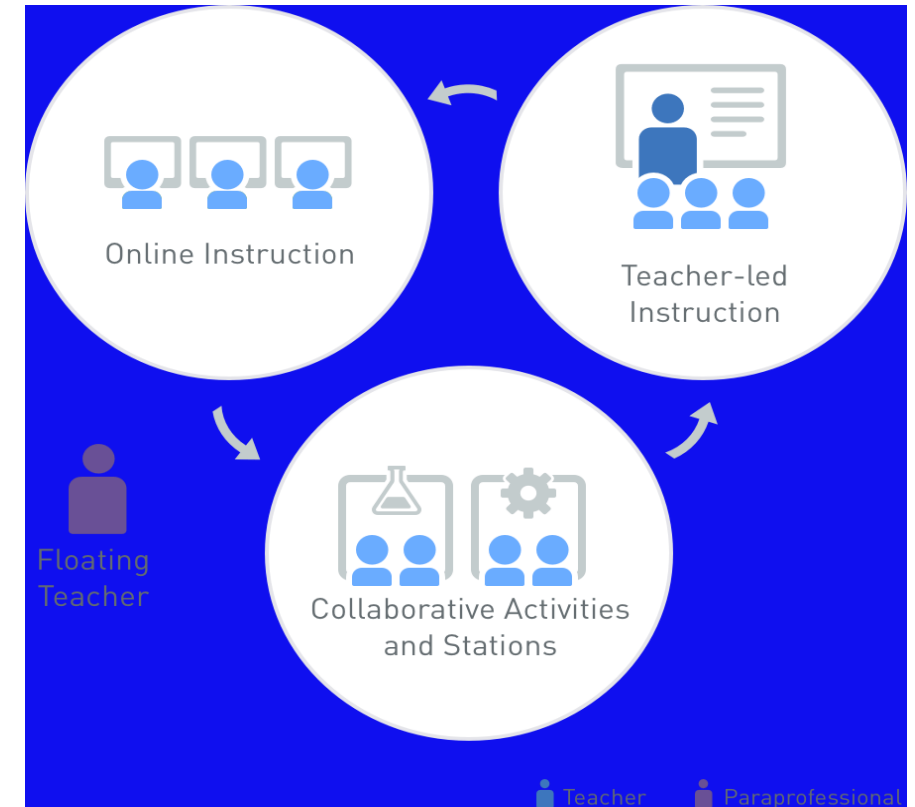 Online Instruction
Teacher-led
Instruction
Floating
Teacher
Collaborative Activities
and Stations
Teacher
Paraprofessional